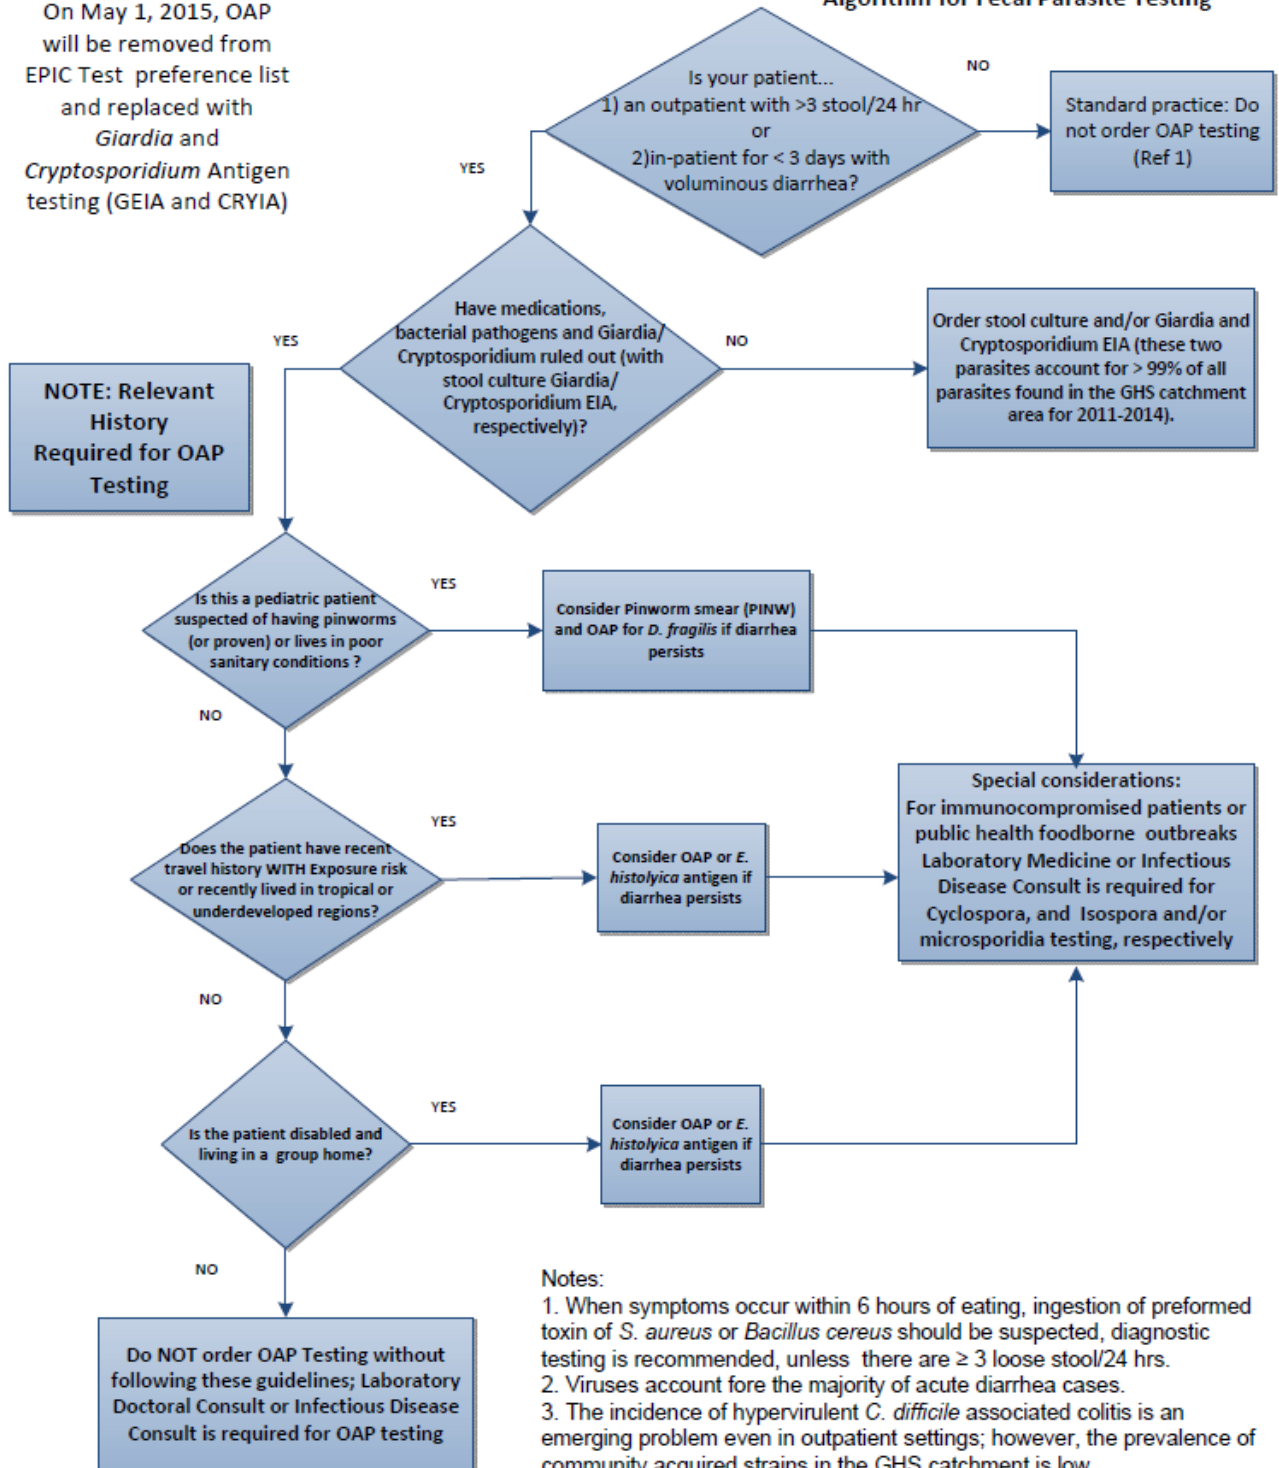 Algorithm for Fecal Parasite Testing
On May 1, 2015, OAP
will be removed from
EPIC Test preference list
and replaced with
Giardia and
Cryptosporidium Antigen
testing (GEIA and CRYIA)
Is your patient...
1) an outpatient with >3 stool/24 hr
or
2)in-patient for < 3 days with
voluminous diarrhea?
NO
Standard practice: Do
not order OAP testing
(Ref 1)
YES
Have medications,
bacterial pathogens and Giardia/
Cryptosporidium ruled out (with
stool culture Giardia/
Cryptosporidium EIA,
respectively)?
NO
Order stool culture and/or Giardia and
Cryptosporidium EIA (these two
parasites account for > 99% of all
parasites found in the GHS catchment
area for 2011-2014).
YES
NOTE: Relevant
History
Required for OAP
Testing
Is this a pediatric patient
suspected of having pinworms
(or proven) or lives in poor
sanitary conditions ?
YES
Consider Pinworm smear (PINW)
and OAP for D. fragilis if diarrhea
persists
NO
Does the patient have recent
travel history WITH Exposure risk
or recently lived in tropical or
underdeveloped regions?
YES
Consider OAP or E.
histolyica antigen if
diarrhea persists
Special considerations:
For immunocompromised patients or
public health foodborne outbreaks
Laboratory Medicine or Infectious
Disease Consult is required for
Cyclospora, and Isospora and/or
microsporidia testing, respectively
NO
Is the patient disabled and
living in a group home?
YES
Consider OAP or E.
histolyica antigen if
diarrhea persists
NO
Do NOT order OAP Testing without
following these guidelines; Laboratory
Doctoral Consult or Infectious Disease
Consult is required for OAP testing
Notes:
1. When symptoms occur within 6 hours of eating, ingestion of preformed
toxin of S. aureus or Bacillus cereus should be suspected, diagnostic
testing is recommended, unless there are ≥ 3 loose stool/24 hrs.
2. Viruses account fore the majority of acute diarrhea cases.
3. The incidence of hypervirulent C. difficile associated colitis is an
emerging problem even in outpatient settings; however, the prevalence of
community acquired strains in the GHS catchment is low